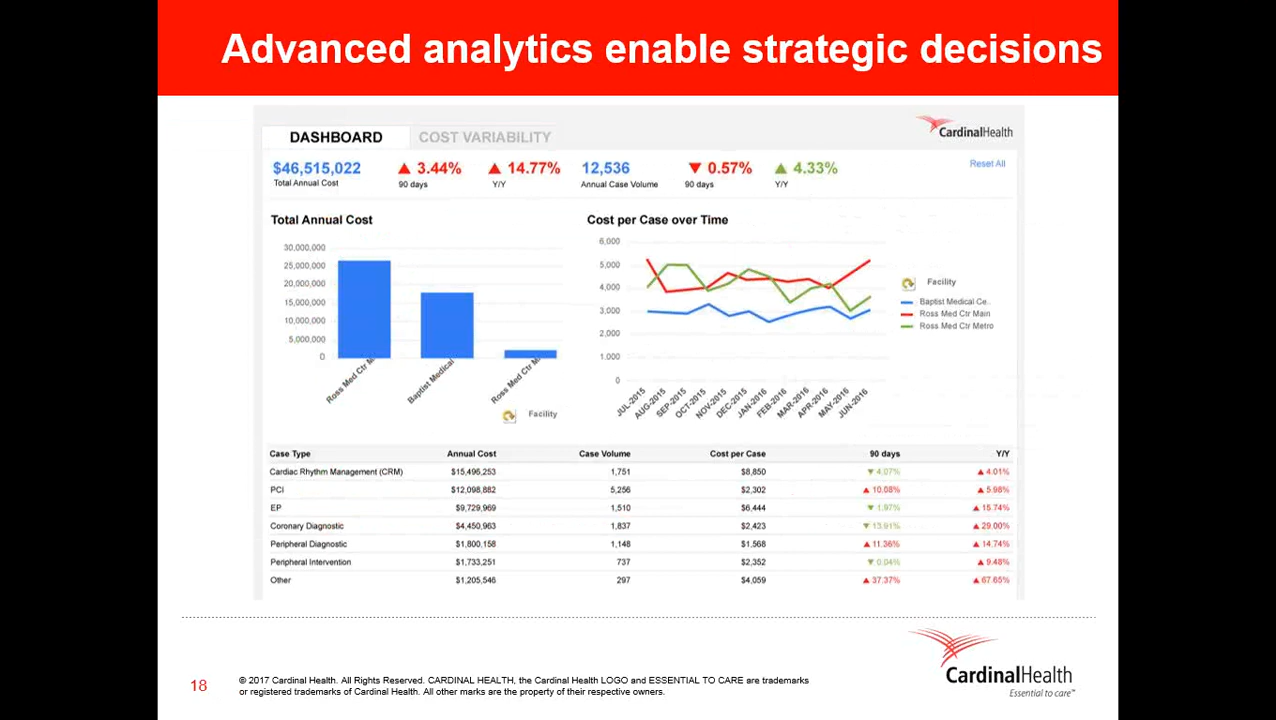 Advanced analytics enable strategic decisions
DASHBOARD COST VARIABILITY
CardinalHealth
$46,515,022 ▲ 3.44% ▲ 14.77% 12,536 ▼ 0.57% ▲ 4.33% Reset All
Total Annual Cost 90 days Y/Y Annual Case Volume 90 days Y/Y
Total Annual Cost
30,000,000
25,000,000
20,000,000
15,000,000
10,000,000
5,000,000
0
Ross Med Ctr M
Baptist Medical
Ross Med Ctr M
Facility
Cost per Case over Time
6,000
5,000
4,000
3,000
2,000
1,000
0
JUL-2015
AUG-2015
SEP-2015
OCT-2015
NOV-2015
DEC-2015
JAN-2016
FEB-2016
MAR-2016
APR-2016
MAY-2016
JUN-2016
Facility
Baptist Medical Ce..
Ross Med Ctr Main
Ross Med Ctr Metro
Case Type Annual Cost Case Volume Cost per Case 90 days Y/Y
Cardiac Rhythm Management (CRM) $15,496,253 1,751 $8,850 ▼ 4.07% ▲ 4.01%
PCI $12,098,882 5,256 $2,302 ▲ 10.08% ▲ 5.98%
EP $9,729,969 1,510 $6,444 ▼ 1.97% ▲ 15.74%
Coronary Diagnostic $4,450,963 1,837 $2,423 ▼ 13.91% ▲ 29.00%
Peripheral Diagnostic $1,800,158 1,148 $1,568 ▲ 11.36% ▲ 14.74%
Peripheral Intervention $1,733,251 737 $2,352 ▼ 0.04% ▲ 9.48%
Other $1,205,546 297 $4,059 ▲ 37.37% ▲ 67.65%
18
© 2017 Cardinal Health. All Rights Reserved. CARDINAL HEALTH, the Cardinal Health LOGO and ESSENTIAL TO CARE are trademarks
or registered trademarks of Cardinal Health. All other marks are the property of their respective owners.
CardinalHealth
Essential to care™